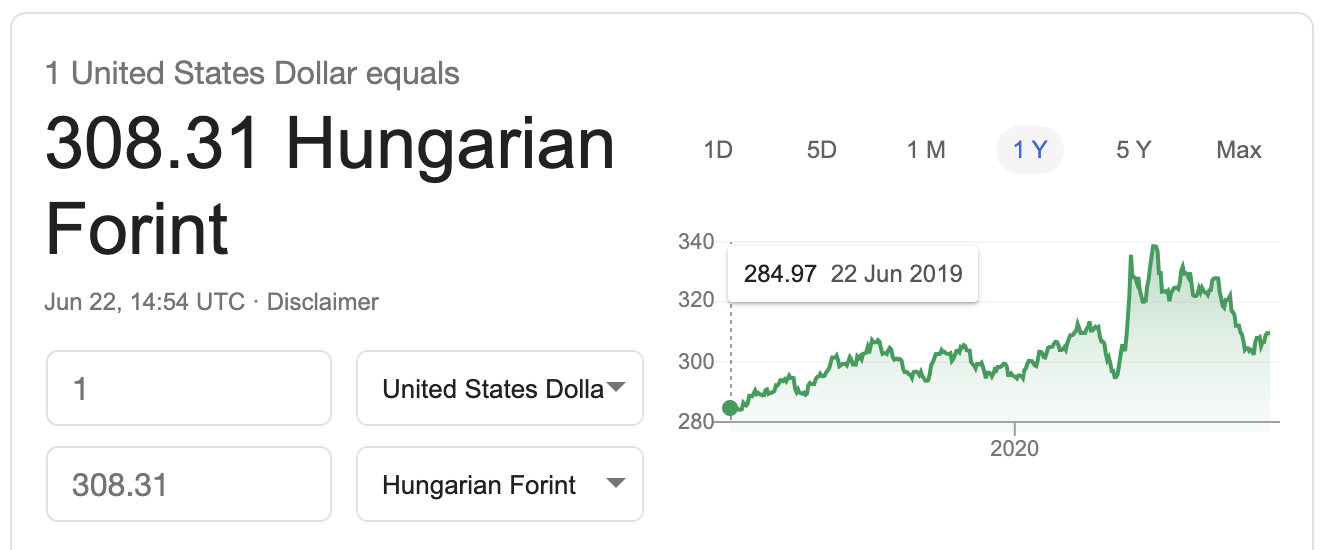 1 United States Dollar equals
308.31 Hungarian
Forint
Jun 22, 14:54 UTC · Disclaimer
1
United States Dolla
308.31
Hungarian Forint
1D 5D 1 M 1 Y 5 Y Max
340
284.97 22 Jun 2019
320
300
280
2020